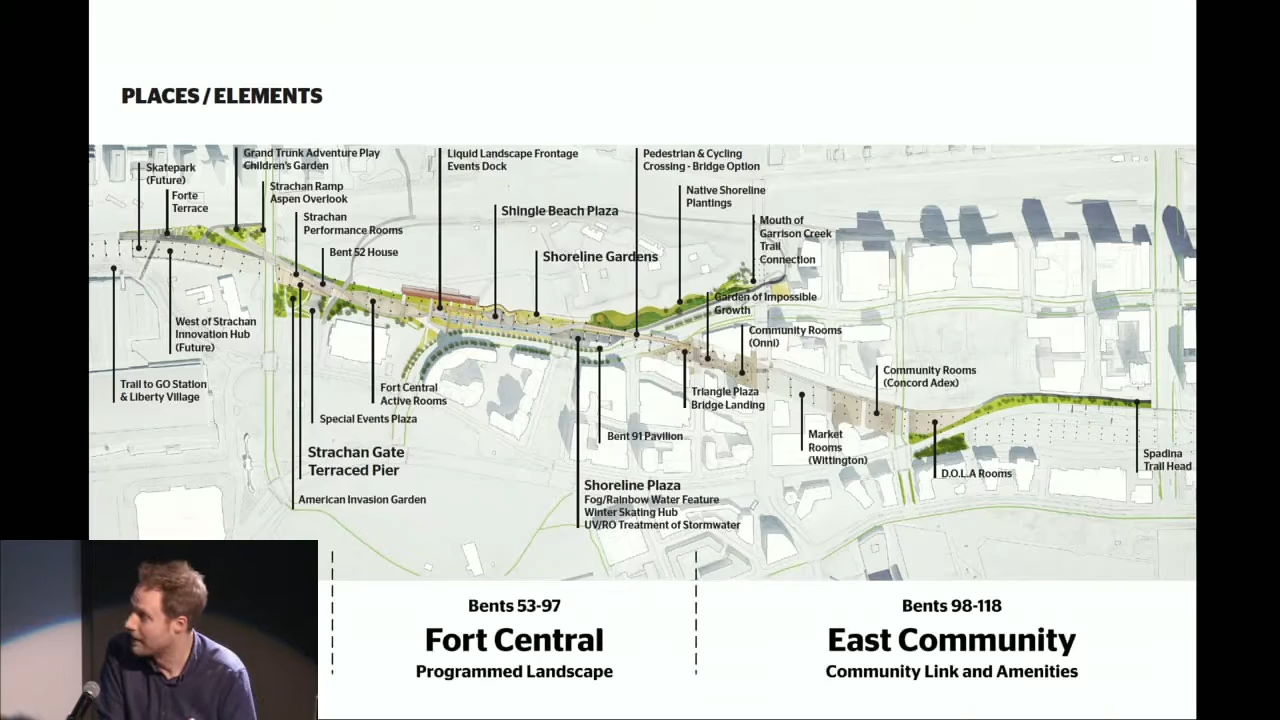 PLACES / ELEMENTS
Skatepark
(Future)
Forte
Terrace
Grand Trunk Adventure Play
Children's Garden
Strachan Ramp
Aspen Overlook
Strachan
Performance Rooms
Bent 52 House
Liquid Landscape Frontage
Events Dock
Shingle Beach Plaza
Shoreline Gardens
Pedestrian & Cycling
Crossing - Bridge Option
Native Shoreline
Plantings
Mouth of
Garrison Creek
Trail
Connection
Garden of Impossible
Growth
Community Rooms
(Onni)
Community Rooms
(Concord Adex)
West of Strachan
Innovation Hub
(Future)
Trail to GO Station
& Liberty Village
Fort Central
Active Rooms
Special Events Plaza
Strachan Gate
Terraced Pier
American Invasion Garden
Bent 91 Pavilion
Shoreline Plaza
Fog/Rainbow Water Feature
Winter Skating Hub
UV/RO Treatment of Stormwater
Triangle Plaza
Bridge Landing
Market
Rooms
(Wittington)
D.O.L.A Rooms
Spadina
Trail Head
Bents 53-97
Fort Central
Programmed Landscape
Bents 98-118
East Community
Community Link and Amenities